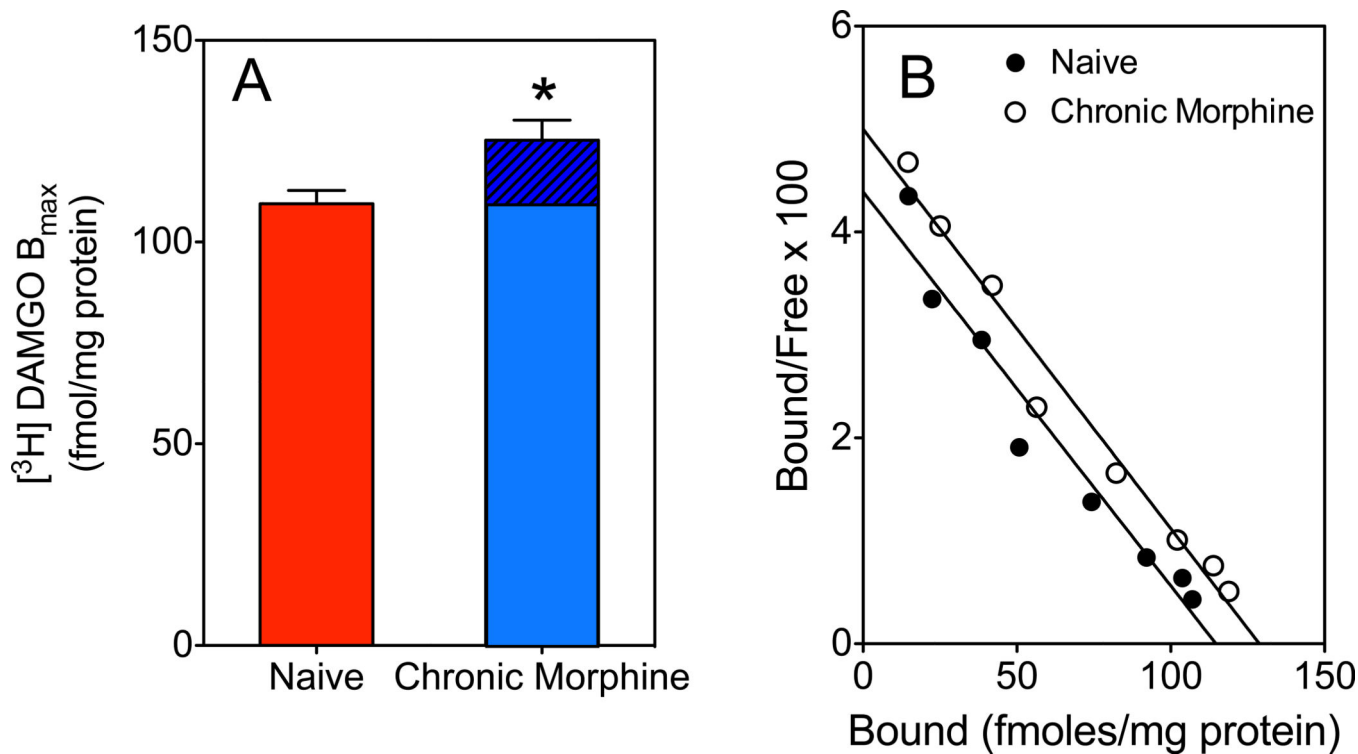 A
*
[³H] DAMGO Bmax
(fmol/mg protein)
150
100
50
0
Naive
Chronic Morphine
B
Naive
Chronic Morphine
Bound/Free x 100
6
4
2
0
0
50
100
150
Bound (fmoles/mg protein)